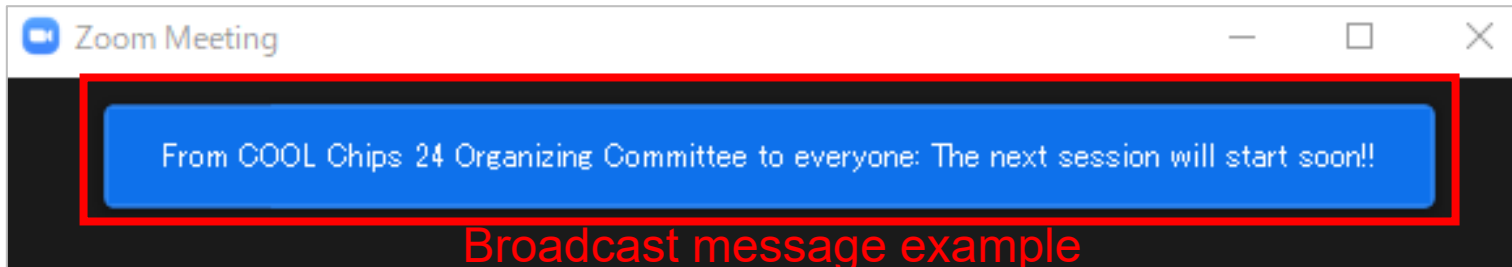 Zoom Meeting
From COOL Chips 24 Organizing Committee to everyone: The next session will start soon!!
Broadcast message example